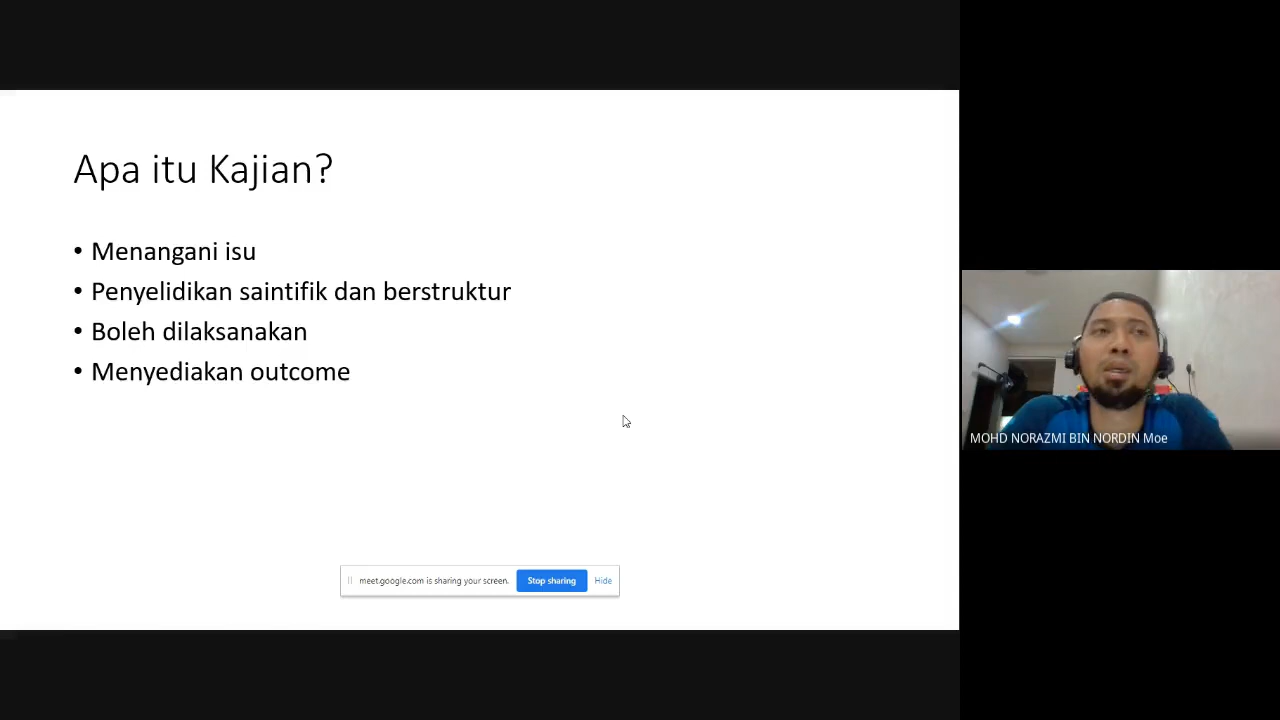 Apa itu Kajian?
• Menangani isu
• Penyelidikan saintifik dan berstruktur
• Boleh dilaksanakan
• Menyediakan outcome
MOHD NORAZMI BIN NORDIN Moe
meet.google.com is sharing your screen. Stop sharing Hide